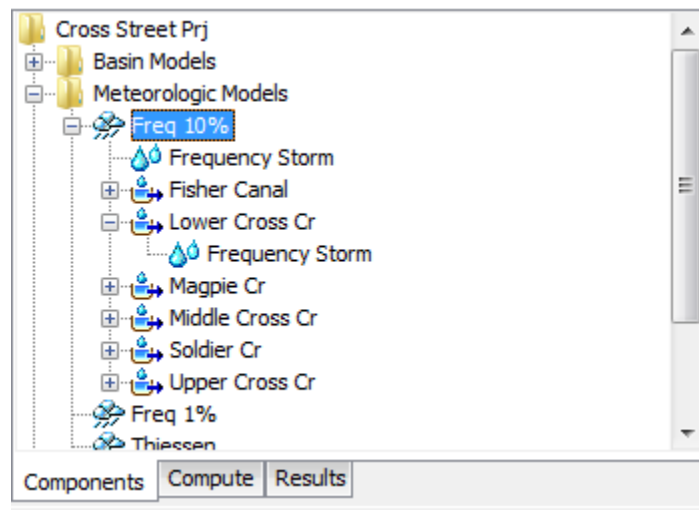 Cross Street Prj
Basin Models
Meteorologic Models
Freq 10%
Frequency Storm
Fisher Canal
Lower Cross Cr
Frequency Storm
Magpie Cr
Middle Cross Cr
Soldier Cr
Upper Cross Cr
Freq 1%
Thiessen
Components Compute Results